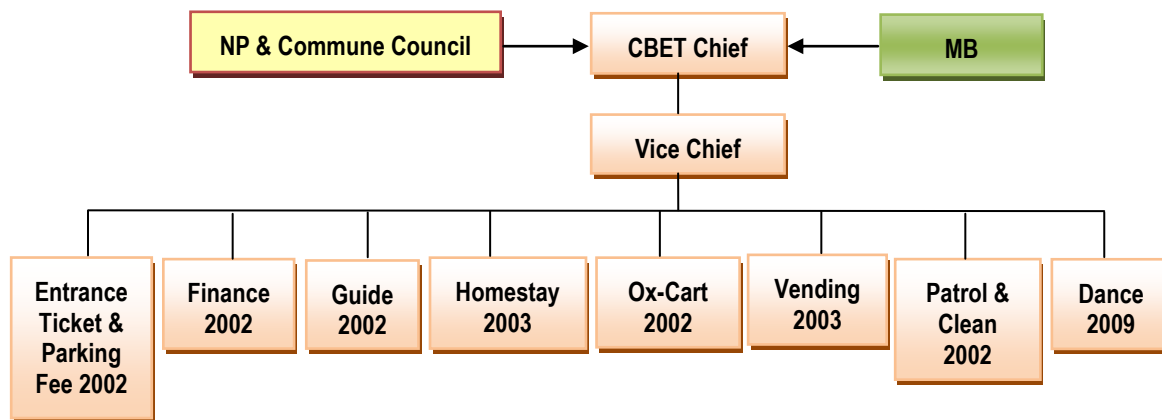 NP & Commune Council
CBET Chief
MB
Vice Chief
Entrance
Ticket &
Parking
Fee 2002
Finance
2002
Guide
2002
Homestay
2003
Ox-Cart
2002
Vending
2003
Patrol &
Clean
2002
Dance
2009